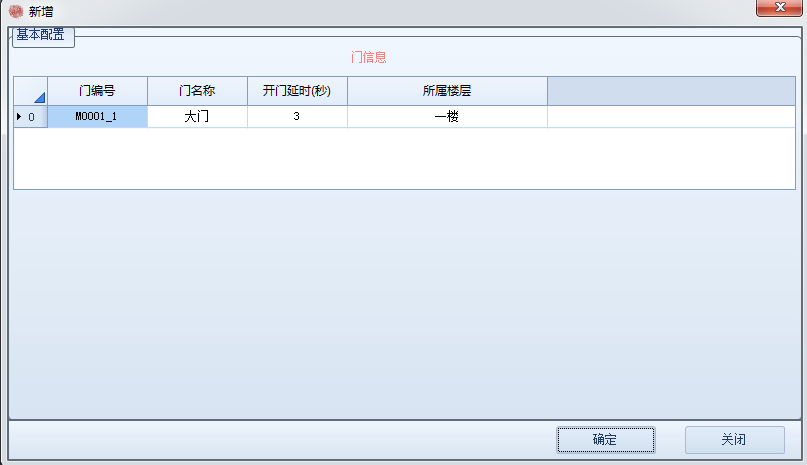 新增
基本配置
门信息
门编号 门名称 开门延时(秒) 所属楼层
0 M0001_1 大门 3 一楼
确定 关闭